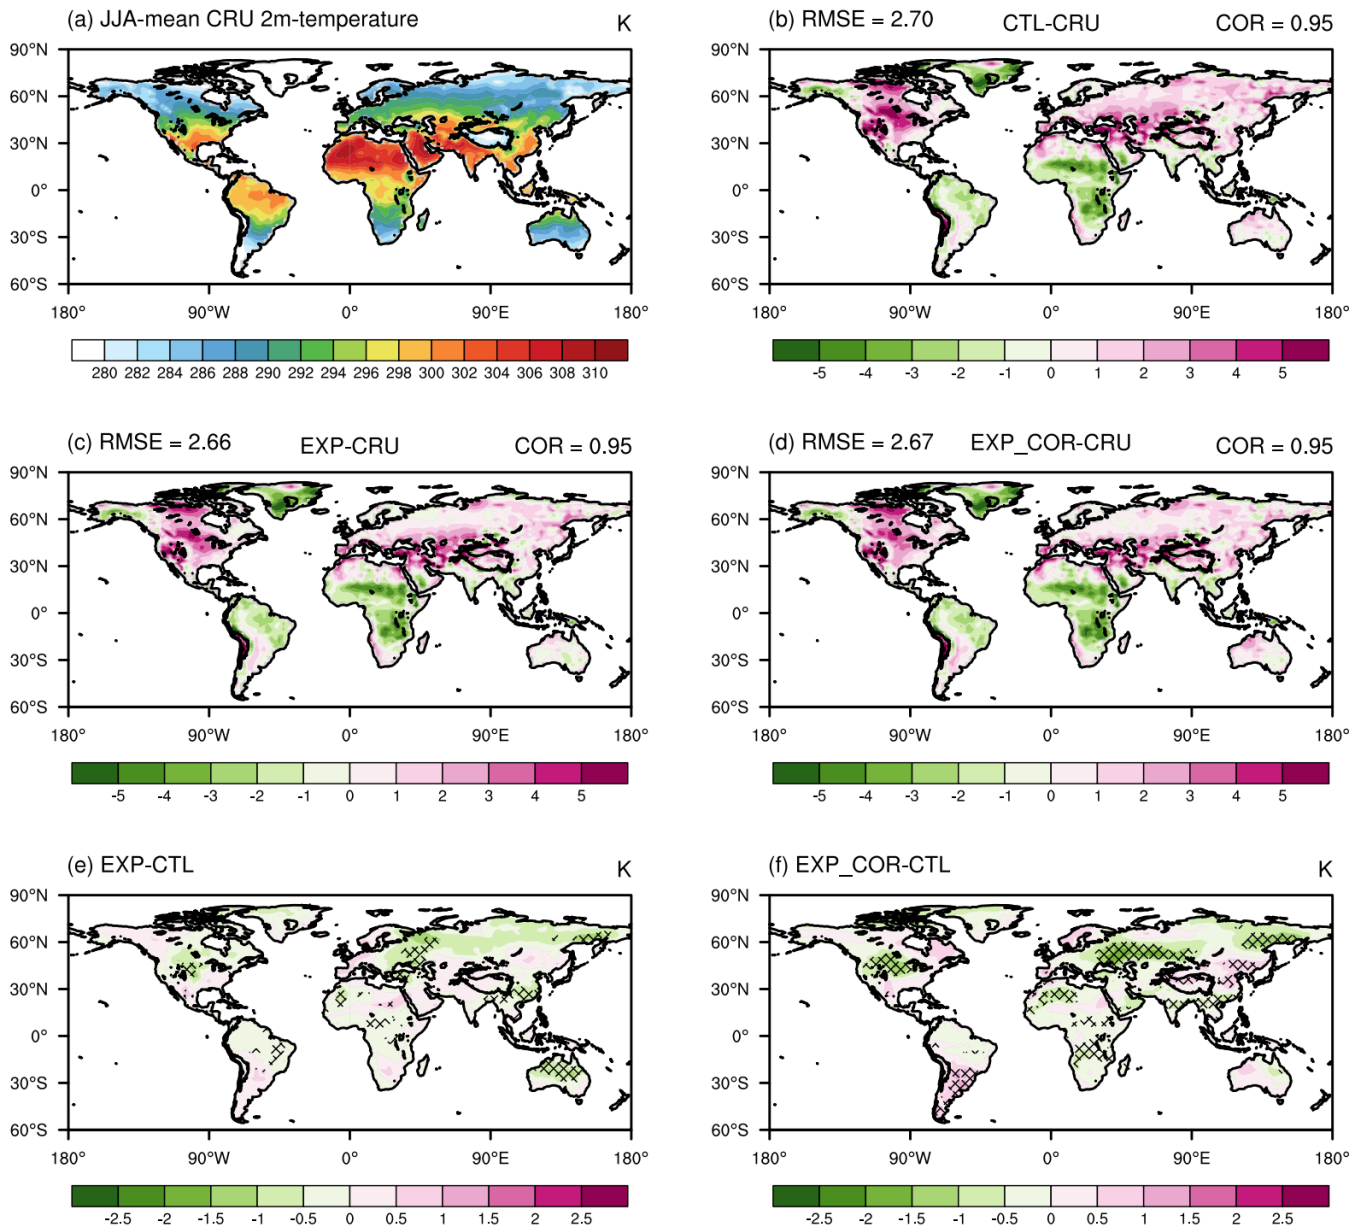 (a) JJA-mean CRU 2m-temperature K
(b) RMSE = 2.70 CTL-CRU COR = 0.95
90°N 90°N
60°N 60°N
30°N 30°N
0° 0°
30°S 30°S
60°S 60°S
180° 90°W 0° 90°E 180° 180° 90°W 0° 90°E 180°
280 282 284 286 288 290 292 294 296 298 300 302 304 306 308 310
-5 -4 -3 -2 -1 0 1 2 3 4 5
(c) RMSE = 2.66 EXP-CRU COR = 0.95
(d) RMSE = 2.67 EXP_COR-CRU COR = 0.95
90°N 90°N
60°N 60°N
30°N 30°N
0° 0°
30°S 30°S
60°S 60°S
180° 90°W 0° 90°E 180° 180° 90°W 0° 90°E 180°
-5 -4 -3 -2 -1 0 1 2 3 4 5
-5 -4 -3 -2 -1 0 1 2 3 4 5
(e) EXP-CTL K
(f) EXP_COR-CTL K
90°N 90°N
60°N 60°N
30°N 30°N
0° 0°
30°S 30°S
60°S 60°S
180° 90°W 0° 90°E 180° 180° 90°W 0° 90°E 180°
-2.5 -2 -1.5 -1 -0.5 0 0.5 1 1.5 2 2.5
-2.5 -2 -1.5 -1 -0.5 0 0.5 1 1.5 2 2.5